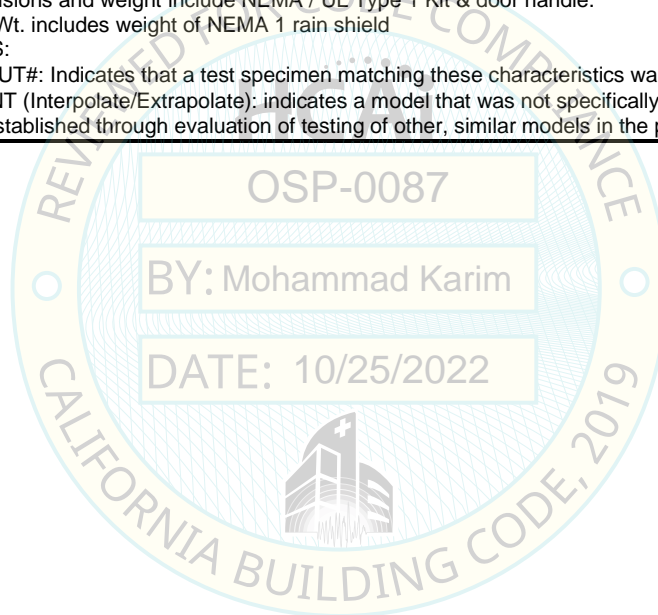 sions and weight include NEMA / UL Type 1 Kit & door handle.
Wt. includes weight of NEMA 1 rain shield
S:
UT#: Indicates that a test specimen matching these characteristics wa
NT (Interpolate/Extrapolate): indicates a model that was not specifically
stablished through evaluation of testing of other, similar models in the p
REVIEWED FOR CODE COMPLIANCE
HCAi
OSP-0087
BY: Mohammad Karim
DATE: 10/25/2022
CALIFORNIA BUILDING CODE, 2019